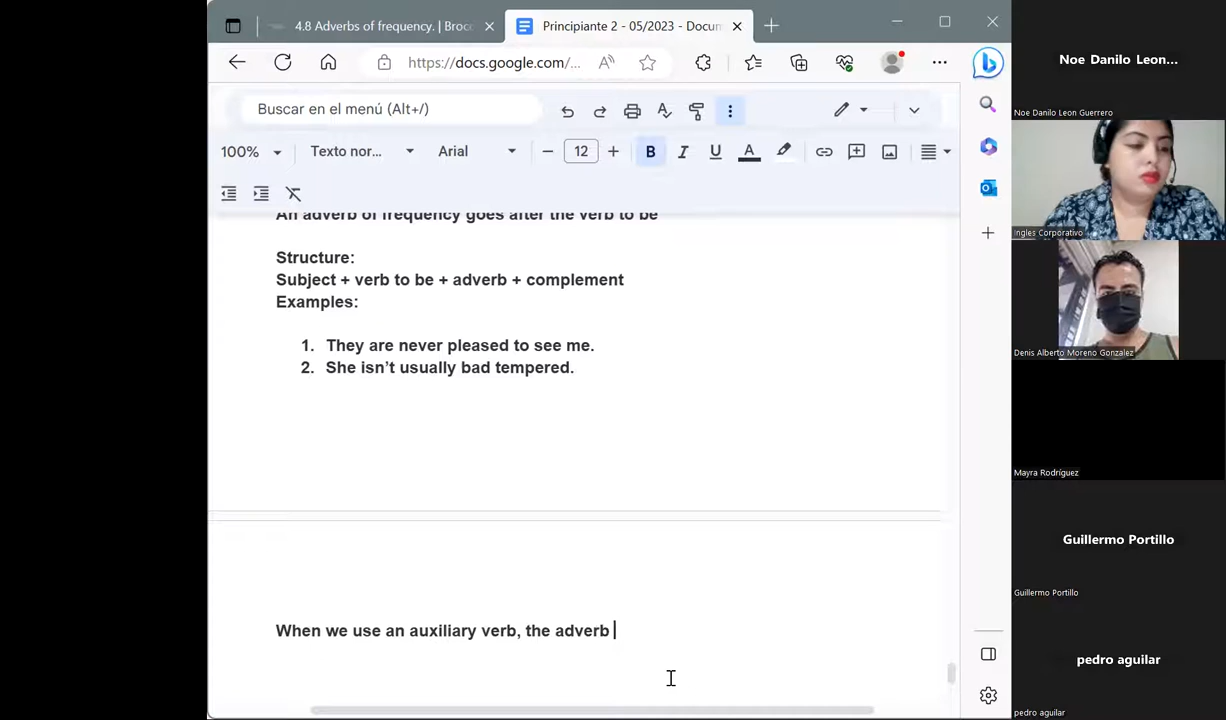 4.8 Adverbs of frequency. | Broc
Principiante 2 - 05/2023 - Docum
https://docs.google.com/...
Buscar en el menú (Alt+/)
100%
Texto nor...
Arial
12
An adverb of frequency goes after the verb to be
Structure:
Subject + verb to be + adverb + complement
Examples:
1. They are never pleased to see me.
2. She isn’t usually bad tempered.
When we use an auxiliary verb, the adverb
Noe Danilo Leon...
Noe Danilo Leon Guerrero
Ingles Corporativo
Denis Alberto Moreno Gonzalez
Mayra Rodríguez
Guillermo Portillo
Guillermo Portillo
pedro aguilar
pedro aguilar